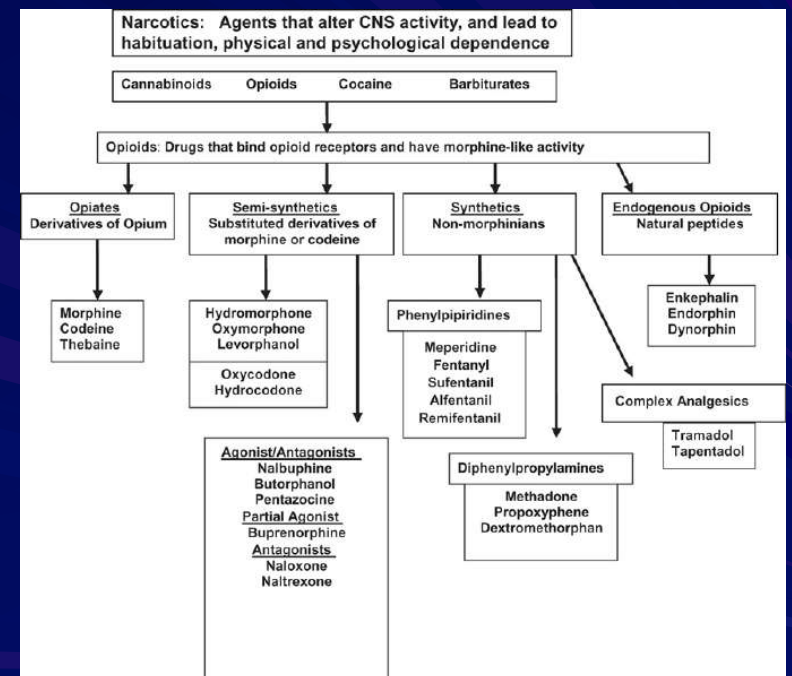 Narcotics: Agents that alter CNS activity, and lead to
habituation, physical and psychological dependence
Cannabinoids Opioids Cocaine Barbiturates
Opioids: Drugs that bind opioid receptors and have morphine-like activity
Opiates
Derivatives of Opium
Semi-synthetics
Substituted derivatives of
morphine or codeine
Synthetics
Non-morphinians
Endogenous Opioids
Natural peptides
Morphine
Codeine
Thebaine
Hydromorphone
Oxymorphone
Levorphanol
Oxycodone
Hydrocodone
Phenylpipiridines
Meperidine
Fentanyl
Sufentanil
Alfentanil
Remifentanil
Enkephalin
Endorphin
Dynorphin
Complex Analgesics
Tramadol
Tapentadol
Agonist/Antagonists
Nalbuphine
Butorphanol
Pentazocine
Partial Agonist
Buprenorphine
Antagonists
Naloxone
Naltrexone
Diphenylpropylamines
Methadone
Propoxyphene
Dextromethorphan